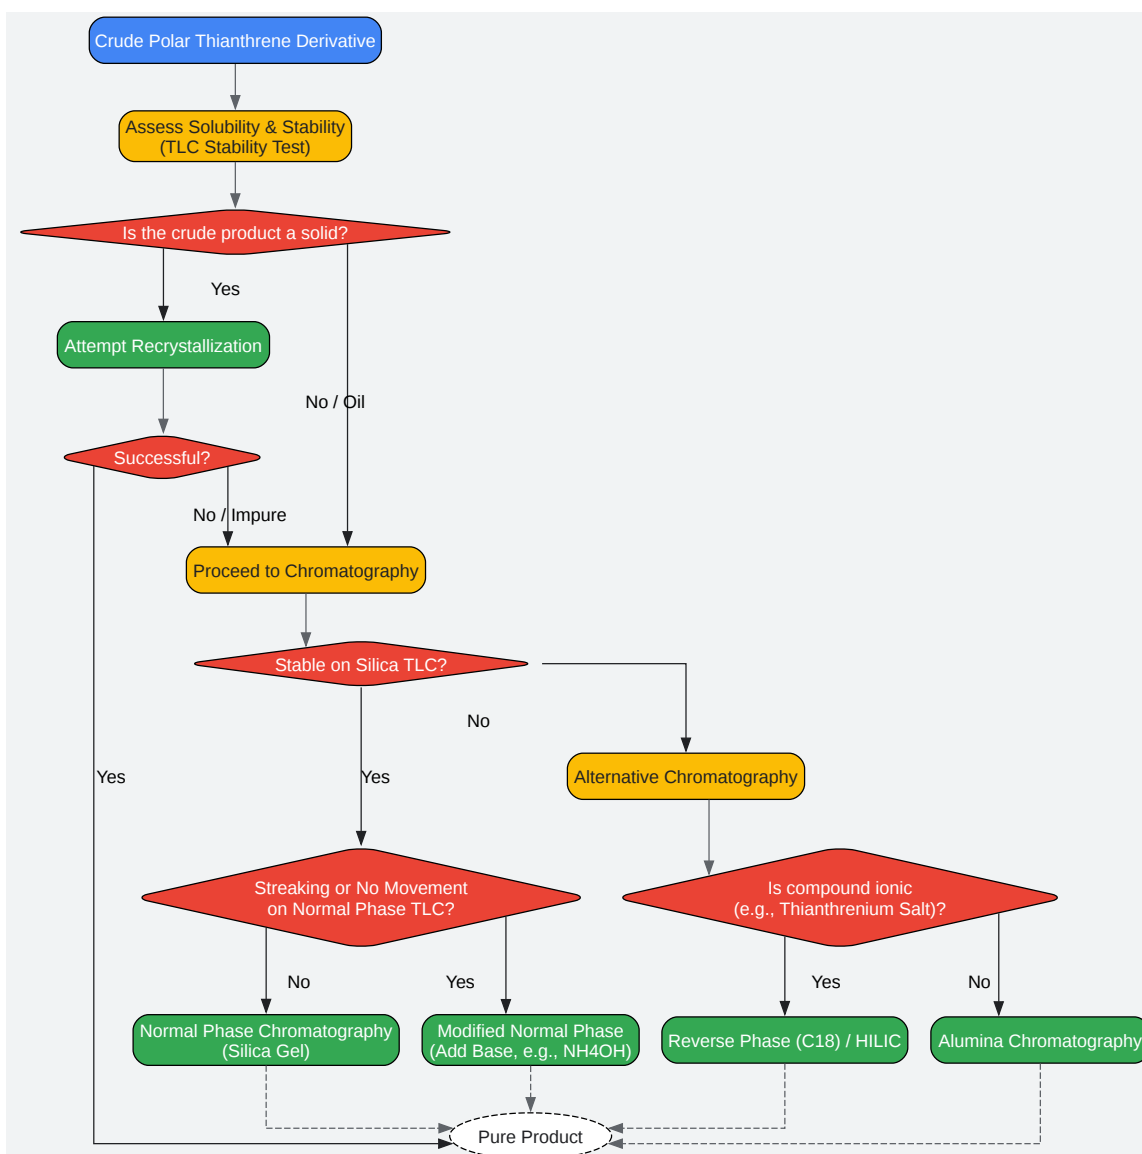 Crude Polar Thianthrene Derivative
Assess Solubility & Stability
(TLC Stability Test)
Is the crude product a solid?
Yes
Attempt Recrystallization
No / Oil
Successful?
No / Impure
Proceed to Chromatography
Stable on Silica TLC?
No
Yes
Yes
Alternative Chromatography
Streaking or No Movement
on Normal Phase TLC?
Is compound ionic
(e.g., Thianthrenium Salt)?
No
Yes
Yes
No
Normal Phase Chromatography
(Silica Gel)
Modified Normal Phase
(Add Base, e.g., NH4OH)
Reverse Phase (C18) / HILIC
Alumina Chromatography
Pure Product